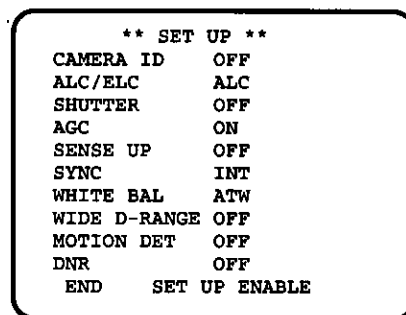 ** SET UP **
CAMERA ID OFF
ALC/ELC ALC
SHUTTER OFF
AGC ON
SENSE UP OFF
SYNC INT
WHITE BAL ATW
WIDE D-RANGE OFF
MOTION DET OFF
DNR OFF
END SET UP ENABLE